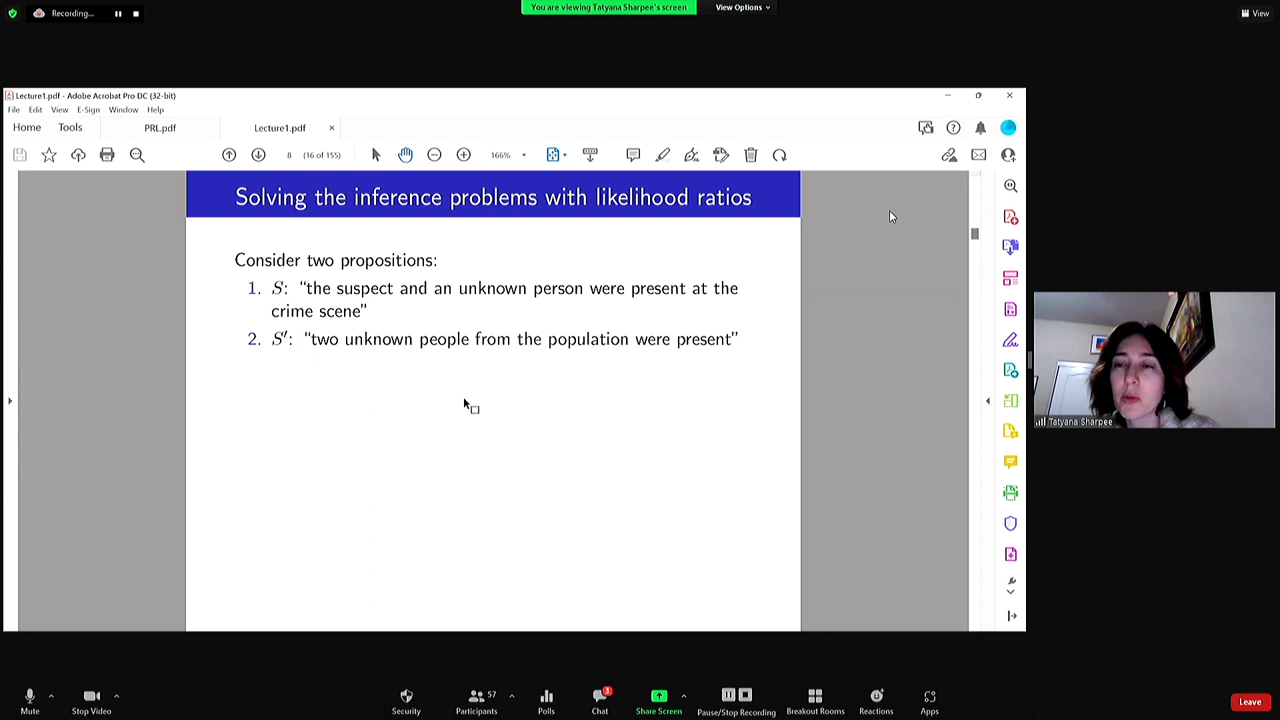 Recording...
You are viewing Tatyana Sharpee's screen
View Options
View
Lecture1.pdf - Adobe Acrobat Pro DC (32-bit)
File Edit View E-Sign Window Help
Home Tools PRL.pdf Lecture1.pdf ×
8 (16 of 155) 166%
Solving the inference problems with likelihood ratios
Consider two propositions:
1. S: “the suspect and an unknown person were present at the
crime scene”
2. S′: “two unknown people from the population were present”
Tatyana Sharpee
Mute Stop Video Security Participants 57 Polls Chat 3 Share Screen Pause/Stop Recording Breakout Rooms Reactions Apps Leave